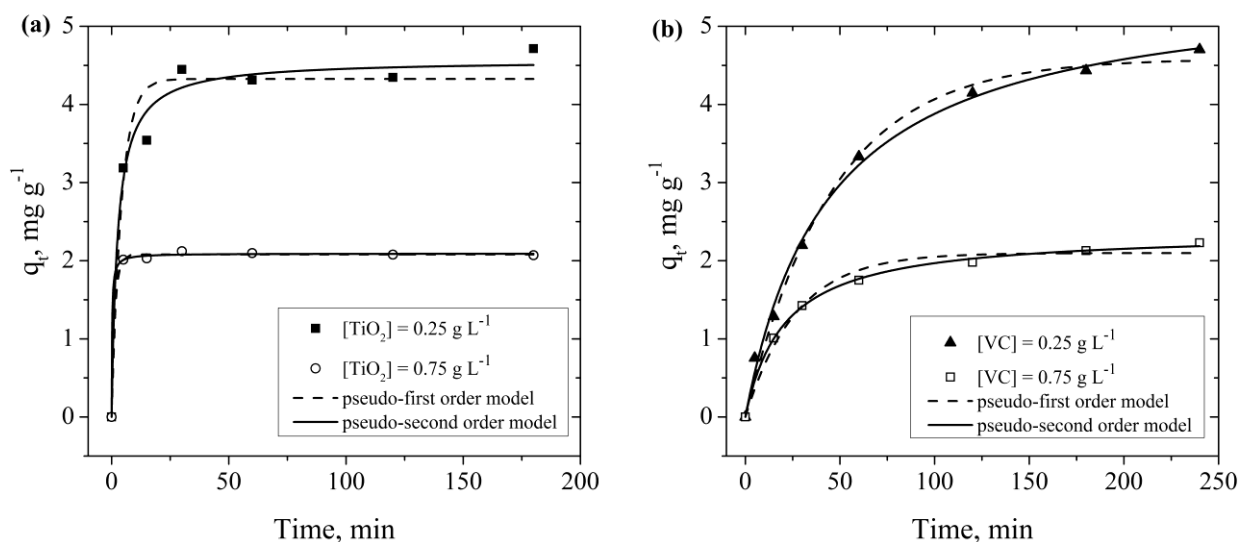 (a)
5
4
3
2
1
0
q_t, mg g^-1
[TiO_2] = 0.25 g L^-1
[TiO_2] = 0.75 g L^-1
pseudo-first order model
pseudo-second order model
0 50 100 150 200
Time, min
(b)
5
4
3
2
1
0
q_t, mg g^-1
[VC] = 0.25 g L^-1
[VC] = 0.75 g L^-1
pseudo-first order model
pseudo-second order model
0 50 100 150 200 250
Time, min